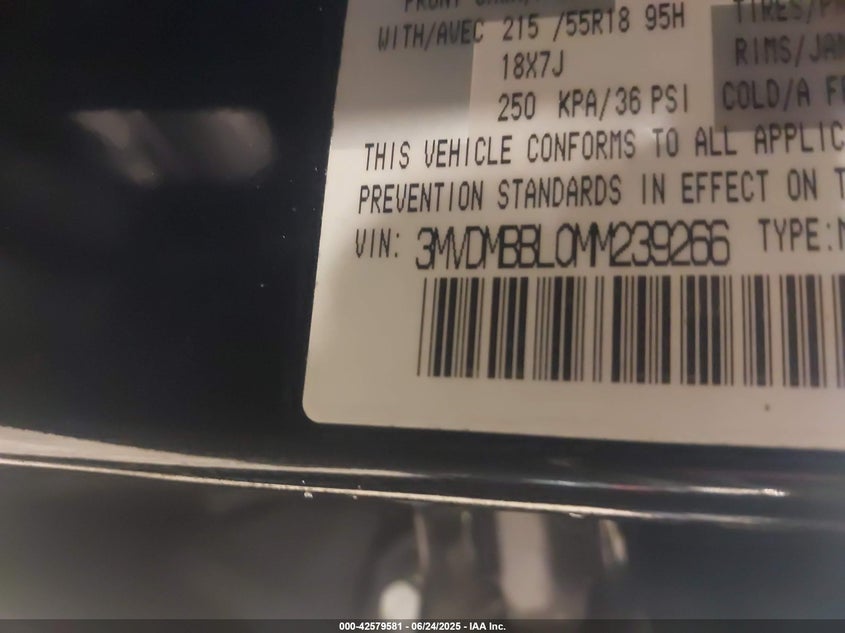 WITH/AVEC 215 /55R18 95H
18X7J RIMS/JAN
250 KPA/36 PSI COLD/A F
THIS VEHICLE CONFORMS TO ALL APPLIC
PREVENTION STANDARDS IN EFFECT ON T
VIN: 3MVDMBBL0MM239266 TYPE:
000-42579581 - 06/24/2025 - IAA Inc.